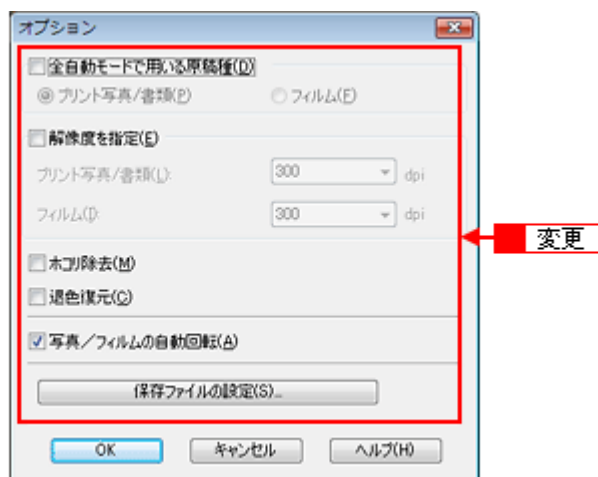 オプション
全自動モードで用いる原稿種(D)
プリント写真/書類(P) フィルム(F)
解像度を指定(E)
プリント写真/書類(L): 300 dpi
フィルム(I): 300 dpi
変更
ホコリ除去(M)
退色復元(C)
写真/フィルムの自動回転(A)
保存ファイルの設定(S)...
OK キャンセル ヘルプ(H)